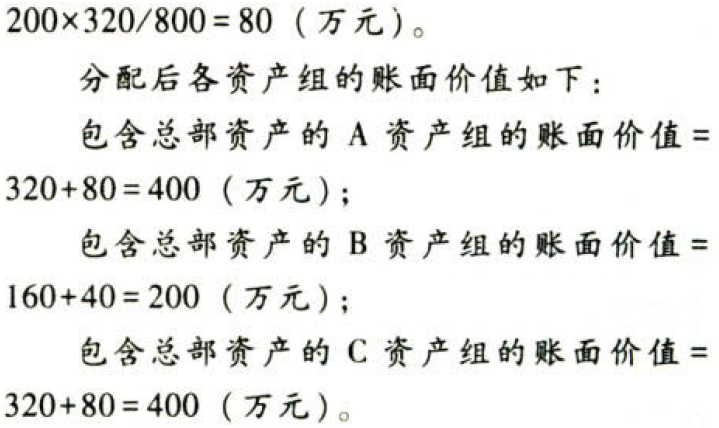 200×320/800=80（万元）。
分配后各资产组的账面价值如下：
包含总部资产的 A 资产组的账面价值=
320+80=400（万元）；
包含总部资产的 B 资产组的账面价值=
160+40=200（万元）；
包含总部资产的 C 资产组的账面价值=
320+80=400（万元）。